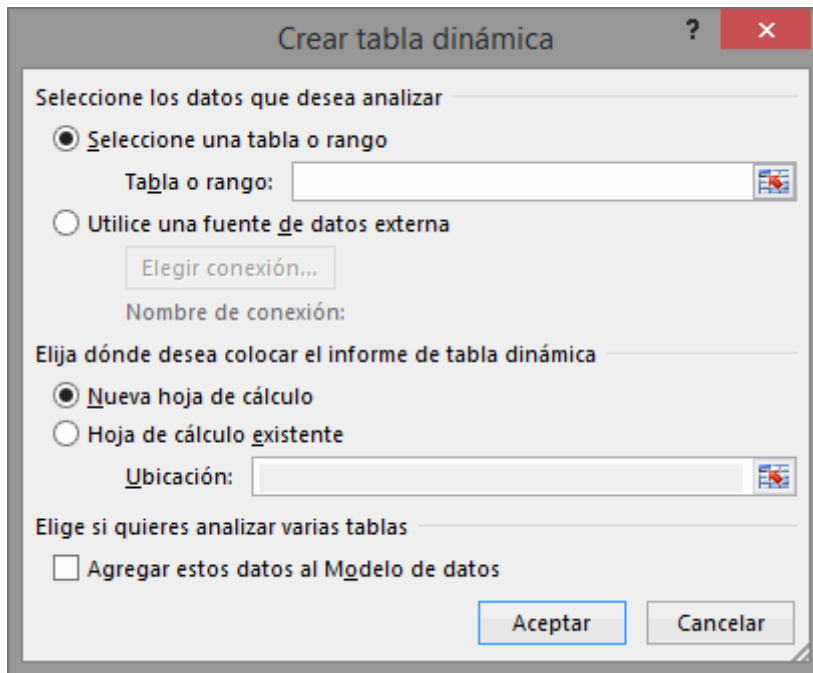 Crear tabla dinámica
?
Seleccione los datos que desea analizar
Seleccione una tabla o rango
Tabla o rango:
Utilice una fuente de datos externa
Elegir conexión...
Nombre de conexión:
Elija dónde desea colocar el informe de tabla dinámica
Nueva hoja de cálculo
Hoja de cálculo existente
Ubicación:
Elige si quieres analizar varias tablas
Agregar estos datos al Modelo de datos
Aceptar Cancelar